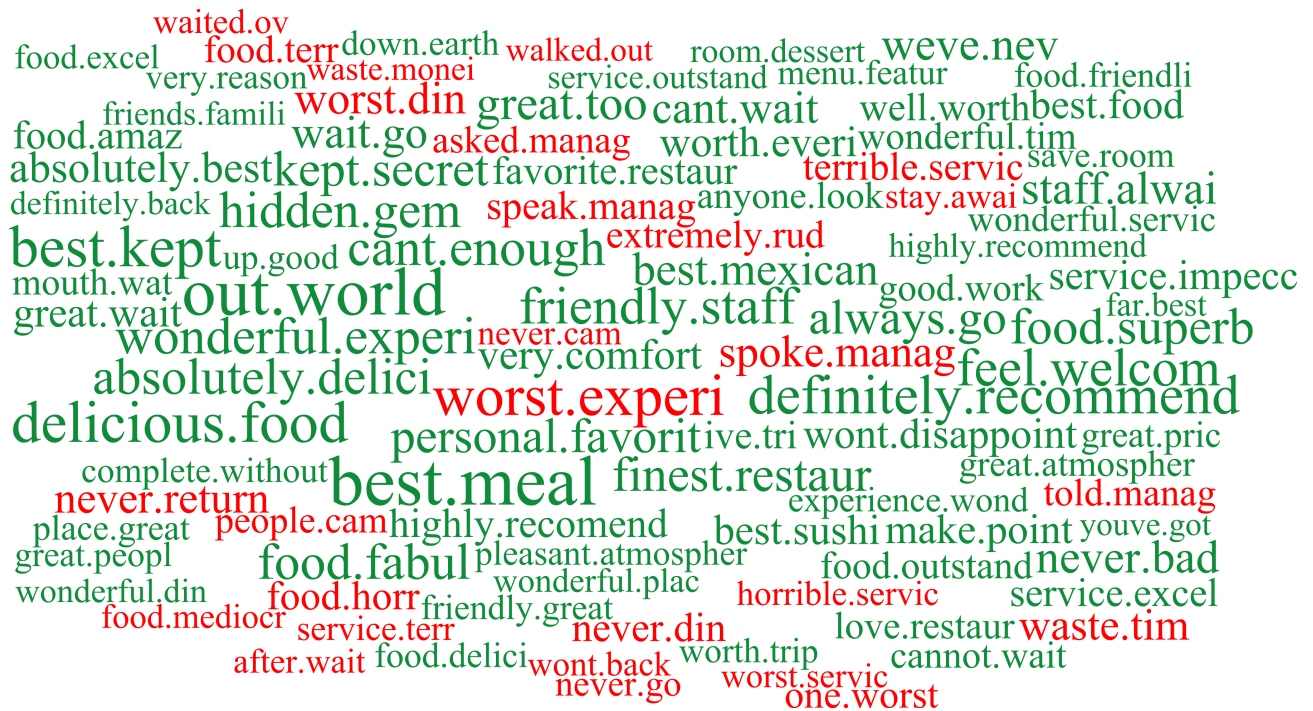 waited.ov
food.excel food.terr down.earth walked.out room.dessert weve.nev
very.reason waste.monei service.outstand menu.featur food.friendli
friends.famili worst.din great.too cant.wait well.worth best.food
food.amaz wait.go asked.manag worth.everi wonderful.tim
absolutely.best kept.secret favorite.restaur terrible.servic save.room
definitely.back hidden.gem speak.manag anyone.look stay.awai staff.alwai
wonderful.servic
best.kept up.good cant.enough extremely.rud highly.recommend
mouth.wat out.world best.mexican good.work service.impecc
great.wait friendly.staff always.go far.best food.superb
wonderful.experi never.cam very.comfort spoke.manag feel.welcom
absolutely.delici worst.experi definitely.recommend
delicious.food personal.favorit ive.tri wont.disappoint great.pric
complete.without best.meal finest.restaur great.atmospher
never.return experience.wond told.manag
place.great people.cam highly.recomend best.sushi make.point youve.got
great.peopl food.fabul pleasant.atmospher food.outstand never.bad
wonderful.din food.horr wonderful.plac horrible.servic service.excel
food.mediocr service.terr friendly.great never.din love.restaur waste.tim
after.wait food.delici wont.back worth.trip cannot.wait
never.go worst.servic one.worst